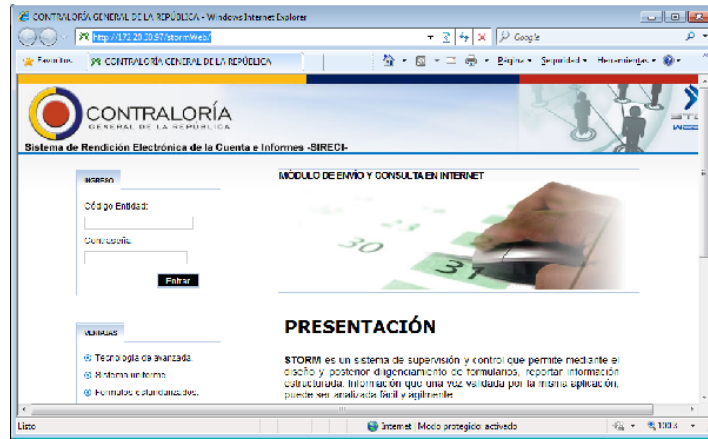 CONTRALORÍA GENERAL DE LA REPÚBLICA - Windows Internet Explorer
http://172.20.30.97/stormWeb/
Google
Favoritos
CONTRALORÍA GENERAL DE LA REPÚBLICA
Página
Seguridad
Herramientas
CONTRALORÍA
GENERAL DE LA REPÚBLICA
Sistema de Rendición Electrónica de la Cuenta e Informes -SIRECI-
INGRESO
MÓDULO DE ENVÍO Y CONSULTA EN INTERNET
Código Entidad:
Contraseña
30
31
Entrar
VENTAJAS
PRESENTACIÓN
Tecnología de avanzada.
Sistema uniforme
Formatos estandarizados.
STORM es un sistema de supervisión y control que permite mediante el
diseño y posterior diligenciamiento de formularios, reportar información
estructurada. Información que una vez validada por la misma aplicación,
puede ser analizada fácil y ágilmente
Listo
Internet | Modo protegido: activado
100%